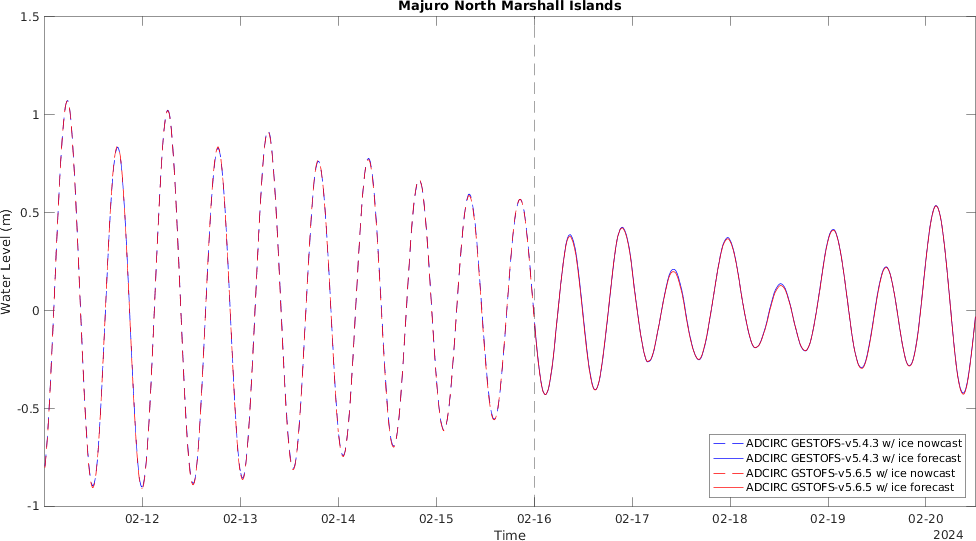 Majuro North Marshall Islands
1.5
1
0.5
0
-0.5
-1
Water Level (m)
ADCIRC GESTOFS-v5.4.3 w/ ice nowcast
ADCIRC GESTOFS-v5.4.3 w/ ice forecast
ADCIRC GSTOFS-v5.6.5 w/ ice nowcast
ADCIRC GSTOFS-v5.6.5 w/ ice forecast
02-12 02-13 02-14 02-15 02-16 02-17 02-18 02-19 02-20
Time
2024